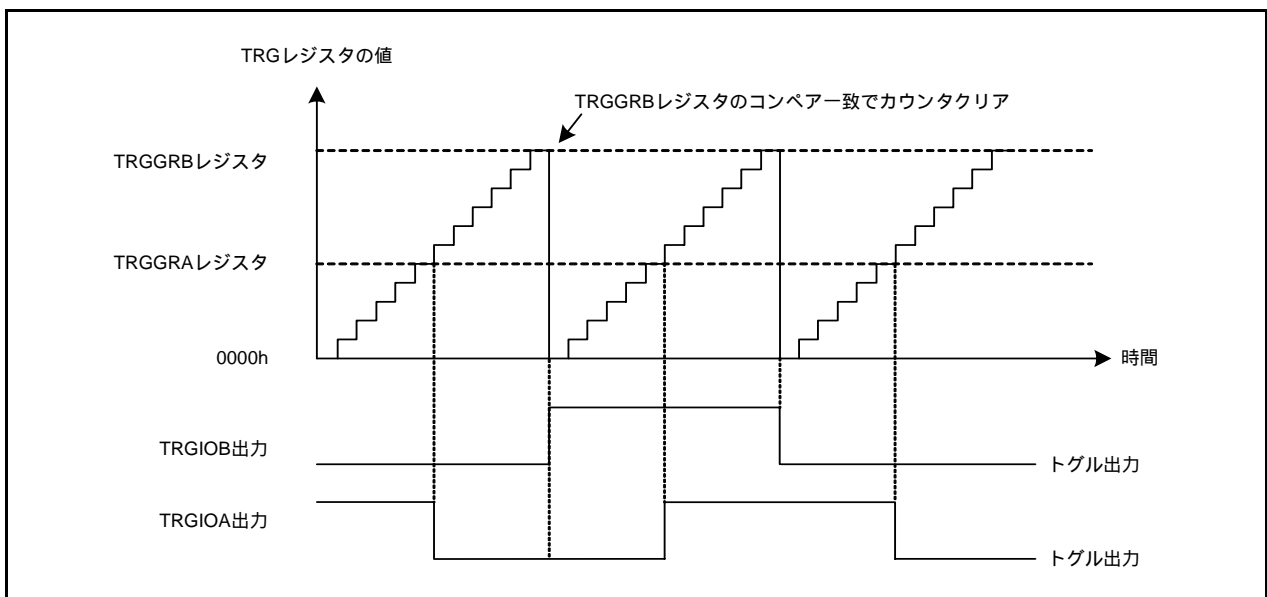 TRGレジスタの値
TRGGRBレジスタのコンペア一致でカウンタクリア
TRGGRBレジスタ
TRGGRAレジスタ
0000h
時間
TRGIOB出力
トグル出力
TRGIOA出力
トグル出力